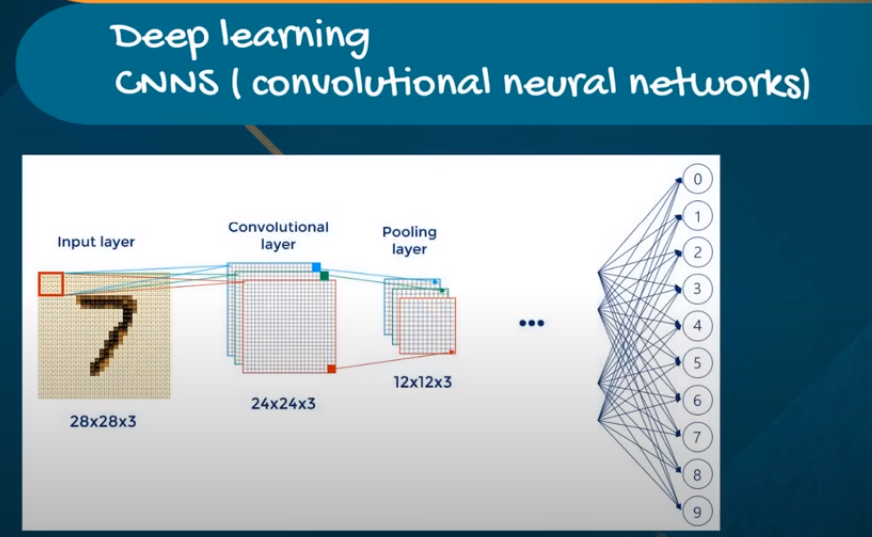 Deep learning
CNNS ( convolutional neural networks)
Input layer
28x28x3
Convolutional
layer
24x24x3
Pooling
layer
12x12x3
...
0
1
2
3
4
5
6
7
8
9
7